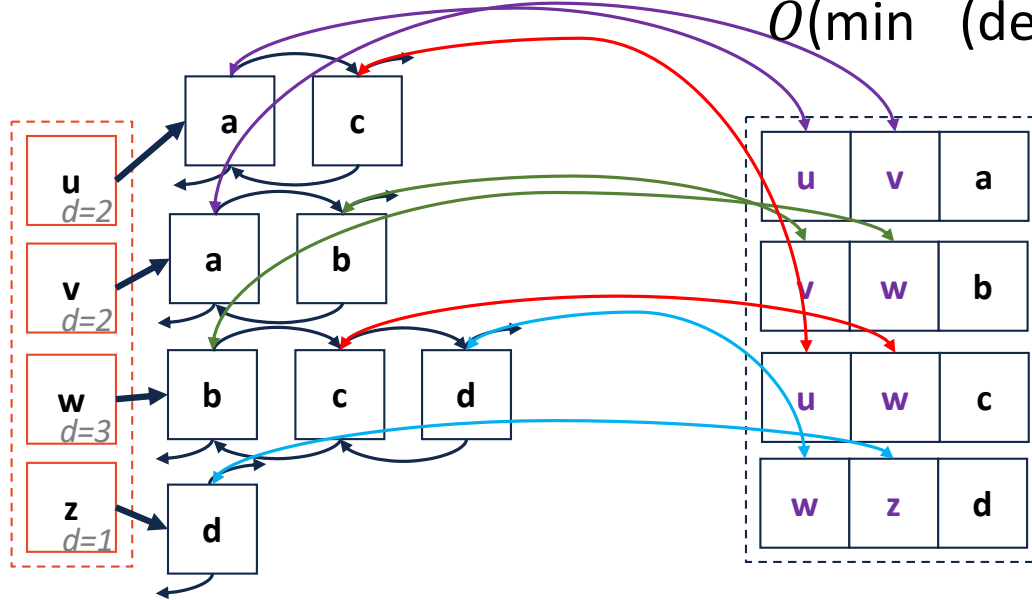 O(min (de
a c
u v a
u
d=2
a b
v w b
v
d=2
b c d
u w c
w
d=3
w z d
z
d=1
d